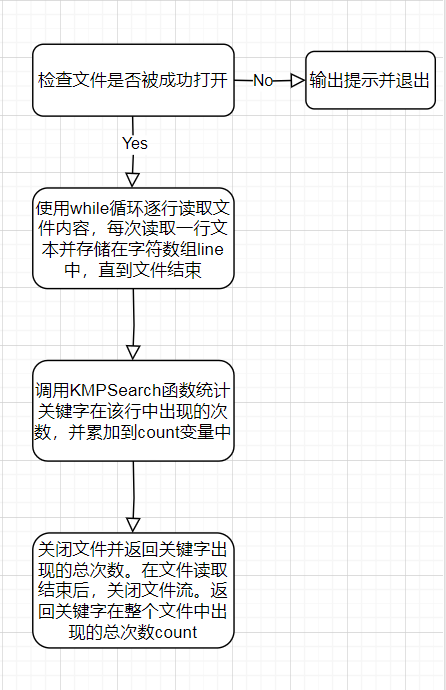 检查文件是否被成功打开
No
输出提示并退出
Yes
使用while循环逐行读取文
件内容，每次读取一行文
本并存储在字符数组line
中，直到文件结束
调用KMPSearch函数统计
关键字在该行中出现的次
数，并累加到count变量中
关闭文件并返回关键字出
现的总次数。在文件读取
结束后，关闭文件流。返
回关键字在整个文件中出
现的总次数count